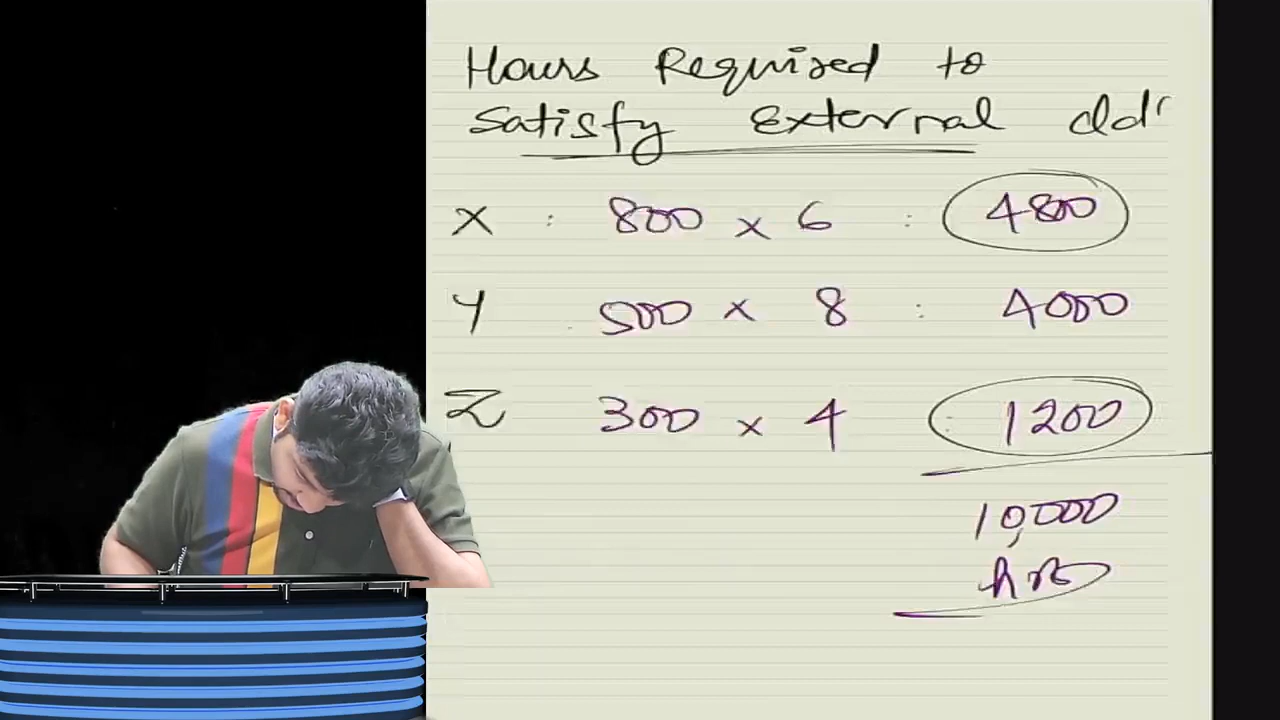 Hours Required to
Satisfy External dd
X : 800 × 6 : 4800
Y 500 × 8 : 4000
Z 300 × 4 1200
10,000
hrs